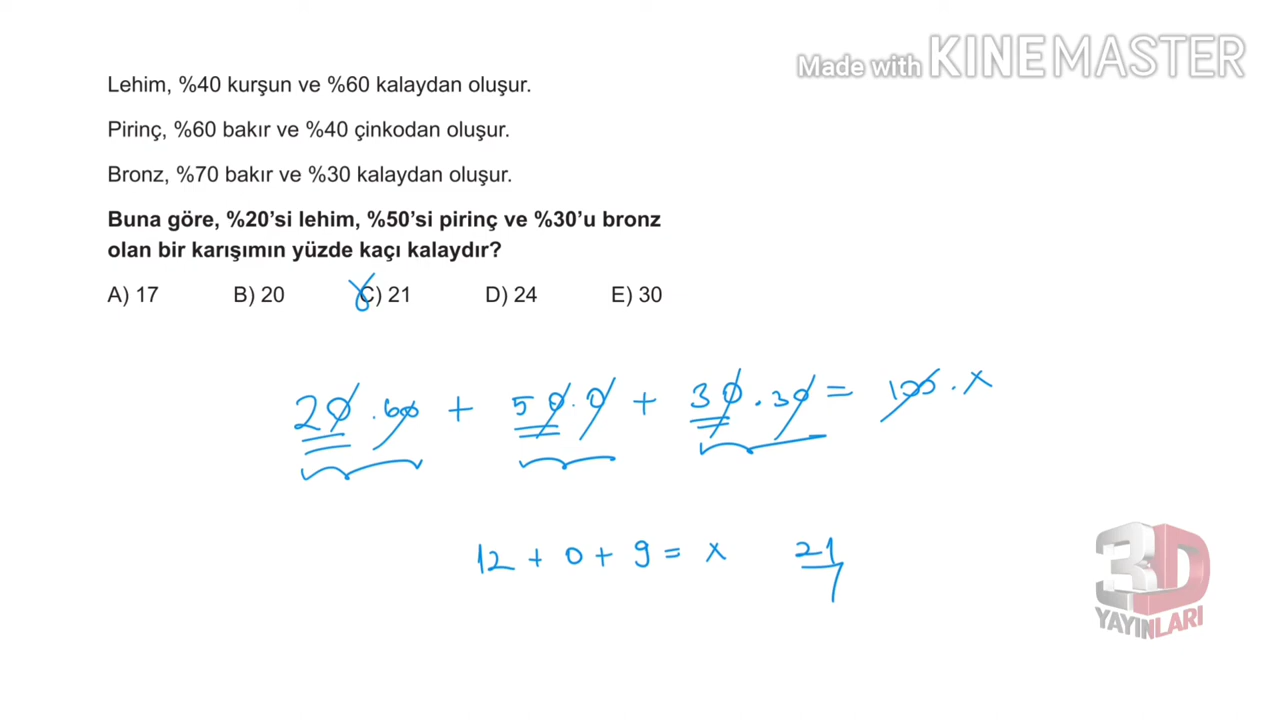 Made with KINEMASTER
Lehim, %40 kurşun ve %60 kalaydan oluşur.
Pirinç, %60 bakır ve %40 çinkodan oluşur.
Bronz, %70 bakır ve %30 kalaydan oluşur.
Buna göre, %20'si lehim, %50'si pirinç ve %30'u bronz
olan bir karışımın yüzde kaçı kalaydır?
A) 17 B) 20 C) 21 D) 24 E) 30
20 . 60 + 50 . 0 + 30 . 30 = 100 . x
12 + 0 + 9 = x 21
3D
YAYINLARI